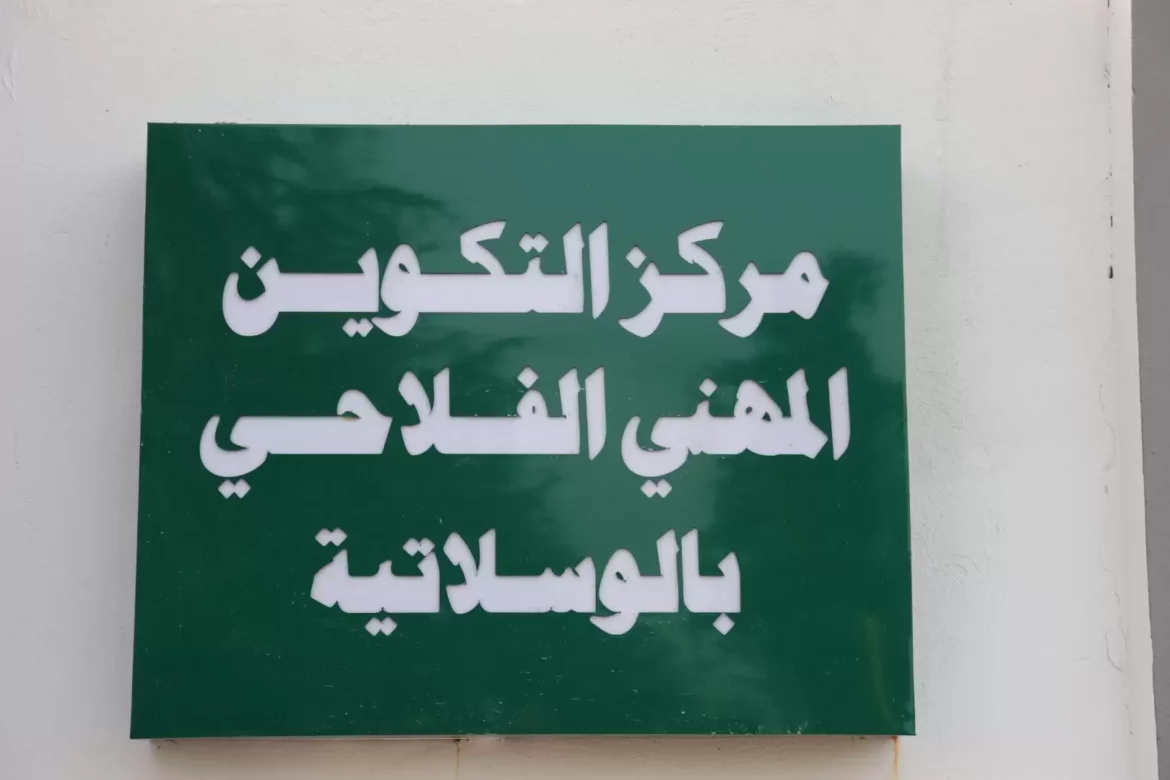 مركز التكوين
المهني الفلاحي
بالوسلاتية